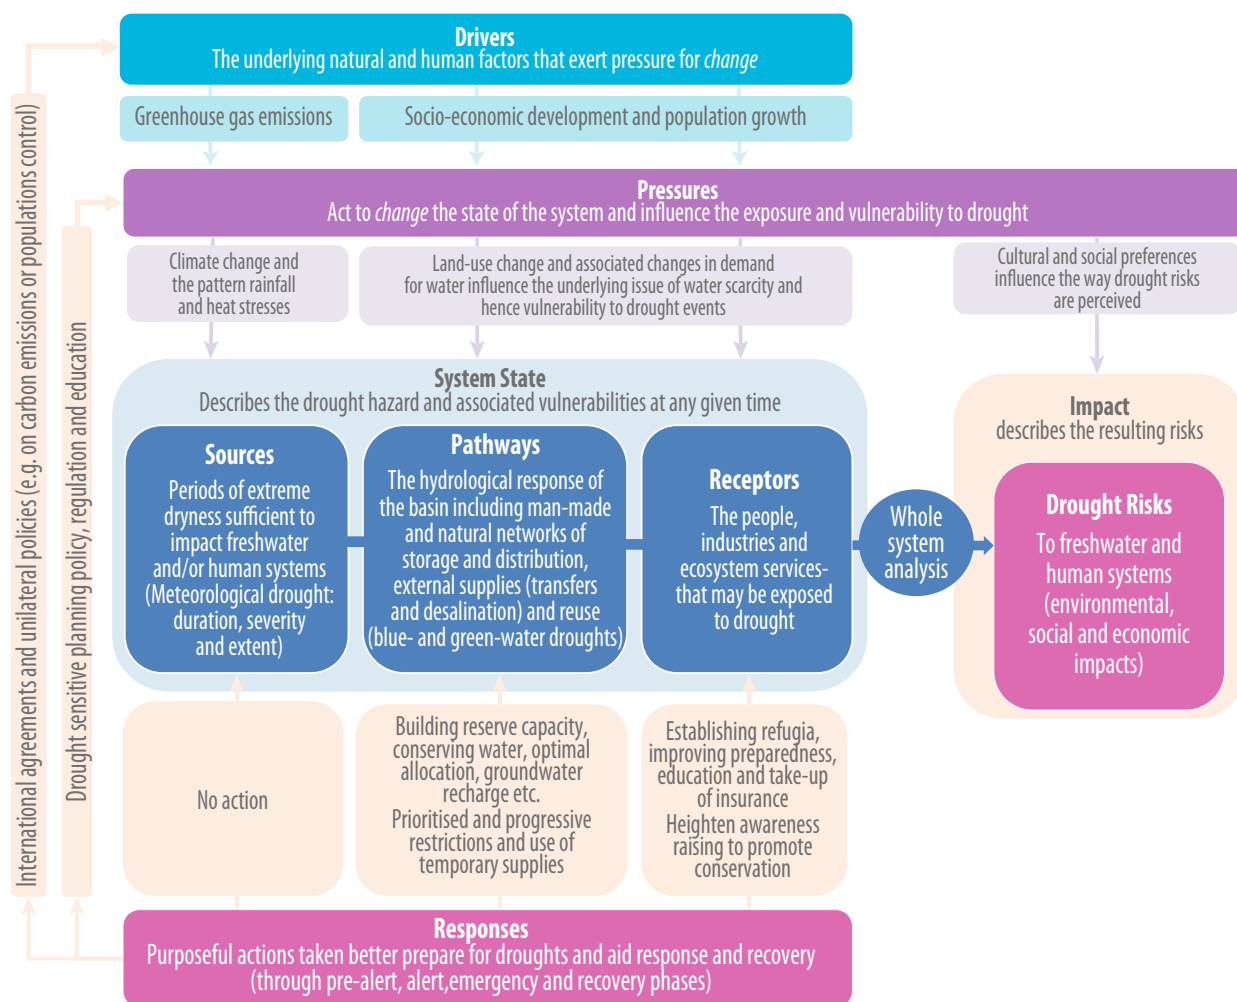 Drivers
The underlying natural and human factors that exert pressure for change
Greenhouse gas emissions
Socio-economic development and population growth
Pressures
Act to change the state of the system and influence the exposure and vulnerability to drought
Climate change and
the pattern rainfall
and heat stresses
Land-use change and associated changes in demand
for water influence the underlying issue of water scarcity and
hence vulnerability to drought events
Cultural and social preferences
influence the way drought risks
are perceived
System State
Describes the drought hazard and associated vulnerabilities at any given time
Sources
Periods of extreme
dryness sufficient to
impact freshwater
and/or human systems
(Meteorological drought:
duration, severity
and extent)
Pathways
The hydrological response of
the basin including man-made
and natural networks of
storage and distribution,
external supplies (transfers
and desalination) and reuse
(blue- and green-water droughts)
Receptors
The people,
industries and
ecosystem services-
that may be exposed
to drought
Whole
system
analysis
Impact
describes the resulting risks
Drought Risks
To freshwater and
human systems
(environmental,
social and economic
impacts)
No action
Building reserve capacity,
conserving water, optimal
allocation, groundwater
recharge etc.
Prioritised and progressive
restrictions and use of
temporary supplies
Establishing refugia,
improving preparedness,
education and take-up
of insurance
Heighten awareness
raising to promote
conservation
Responses
Purposeful actions taken better prepare for droughts and aid response and recovery
(through pre-alert, alert,emergency and recovery phases)
International agreements and unilateral policies (e.g. on carbon emissions or populations control)
Drought sensitive planning policy, regulation and education